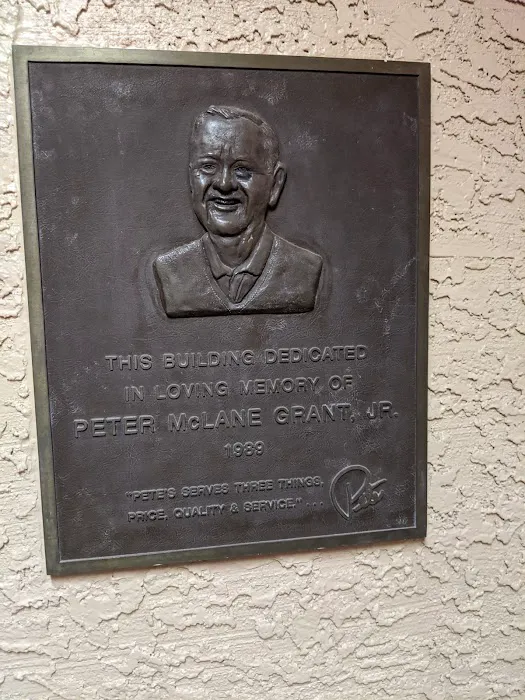 THIS BUILDING DEDICATED
IN LOVING MEMORY OF
PETER McLANE GRANT, JR.
1989
"PETE'S SERVES THREE THINGS,
PRICE, QUALITY & SERVICE." . . .
Pete's